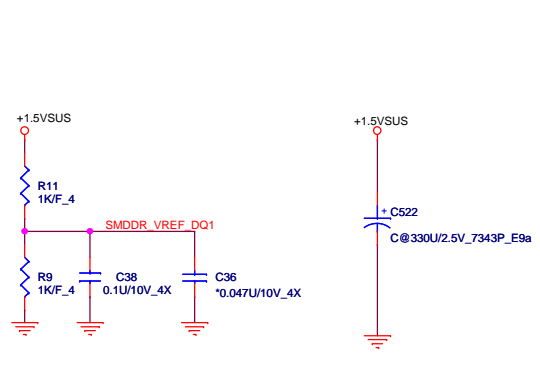 +1.5VSUS
R11
1K/F_4
SMDDR_VREF_DQ1
R9
1K/F_4
C38
0.1U/10V_4X
C36
*0.047U/10V_4X
+1.5VSUS
+
C522
C@330U/2.5V_7343P_E9a